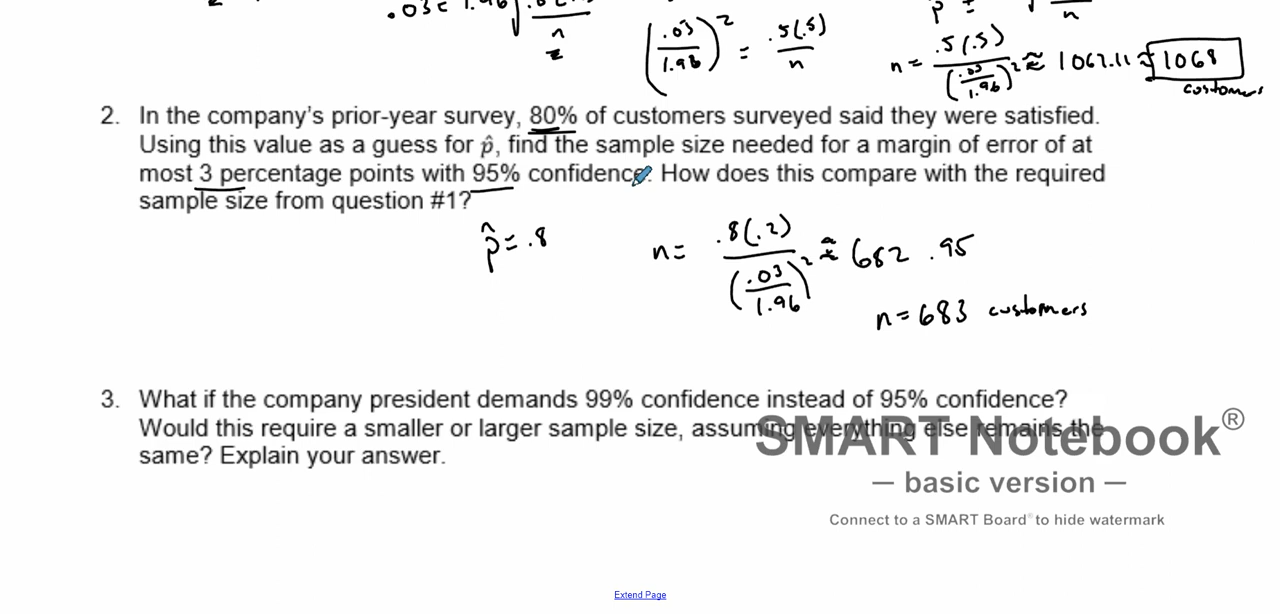 .03 = 1.96
n
(.03/1.96)² = .5(.5)/n
n
n = .5(.5)/(.03/1.96)² ≈ 1067.11 ≈ 1068
customers
2. In the company's prior-year survey, 80% of customers surveyed said they were satisfied.
Using this value as a guess for p̂, find the sample size needed for a margin of error of at
most 3 percentage points with 95% confidence. How does this compare with the required
sample size from question #1?
p̂ = .8
n = .8(.2)/(.03/1.96)² ≈ 682.95
n = 683 customers
3. What if the company president demands 99% confidence instead of 95% confidence?
Would this require a smaller or larger sample size, assuming everything else remains the
same? Explain your answer.
SMART Notebook®
— basic version —
Connect to a SMART Board® to hide watermark
Extend Page